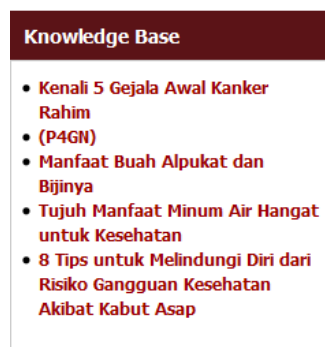 Knowledge Base
Kenali 5 Gejala Awal Kanker
Rahim
(P4GN)
Manfaat Buah Alpukat dan
Bijinya
Tujuh Manfaat Minum Air Hangat
untuk Kesehatan
8 Tips untuk Melindungi Diri dari
Risiko Gangguan Kesehatan
Akibat Kabut Asap